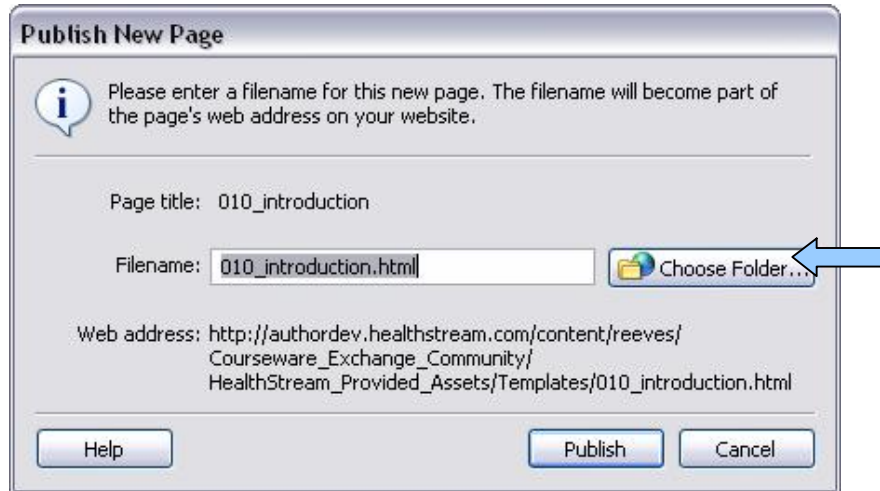 Publish New Page
Please enter a filename for this new page. The filename will become part of
the page's web address on your website.
Page title: 010_introduction
Filename: 010_introduction.html Choose Folder...
Web address: http://authordev.healthstream.com/content/reeves/
Courseware_Exchange_Community/
HealthStream_Provided_Assets/Templates/010_introduction.html
Help Publish Cancel